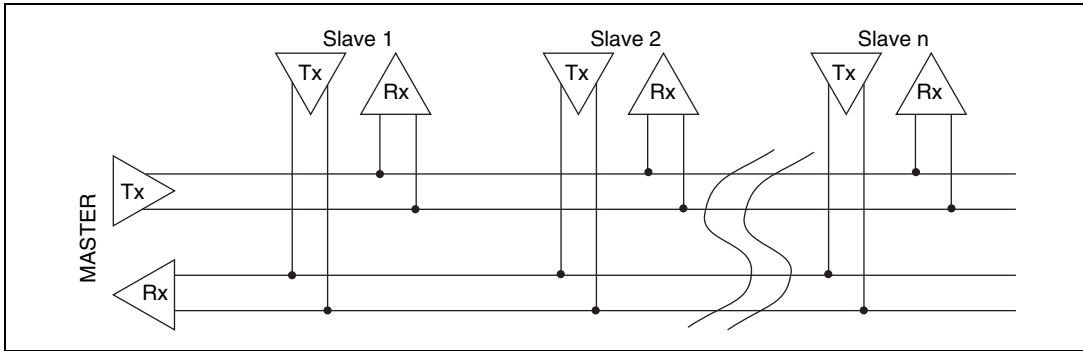 Slave 1
Slave 2
Slave n
Tx
Rx
Tx
Rx
Tx
Rx
MASTER
Tx
Rx